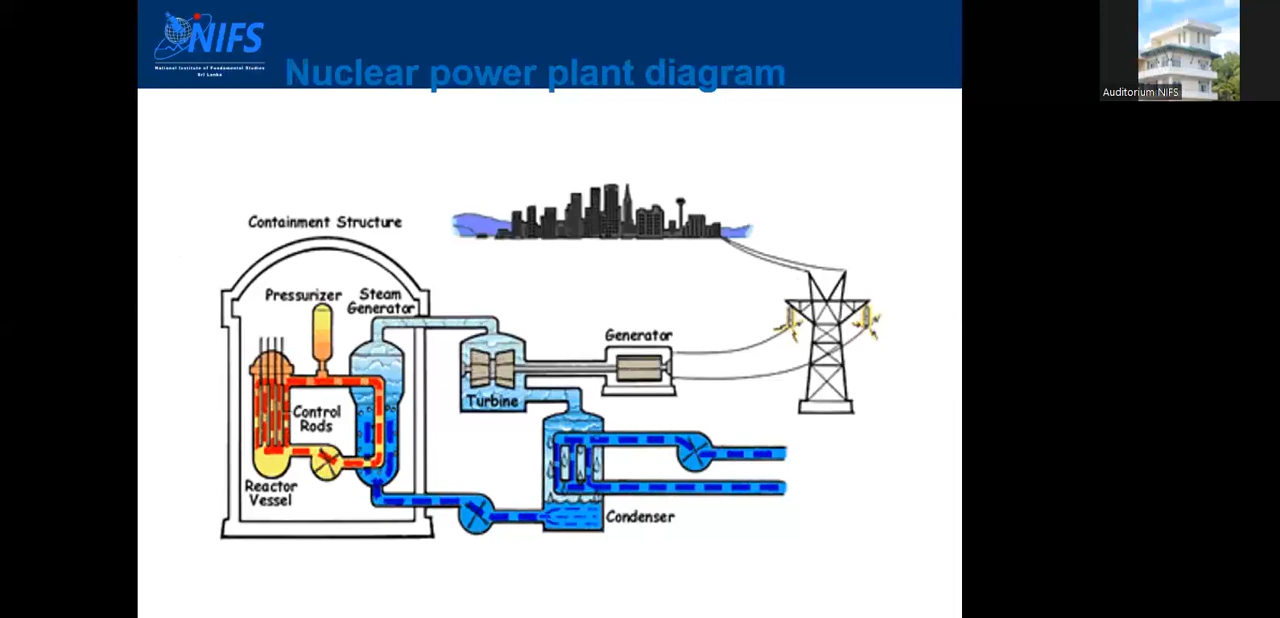 NIFS
National Institute of Fundamental Studies
Sri Lanka
Nuclear power plant diagram
Auditorium NIFS
Containment Structure
Pressurizer
Steam
Generator
Generator
Turbine
Control
Rods
Reactor
Vessel
Condenser